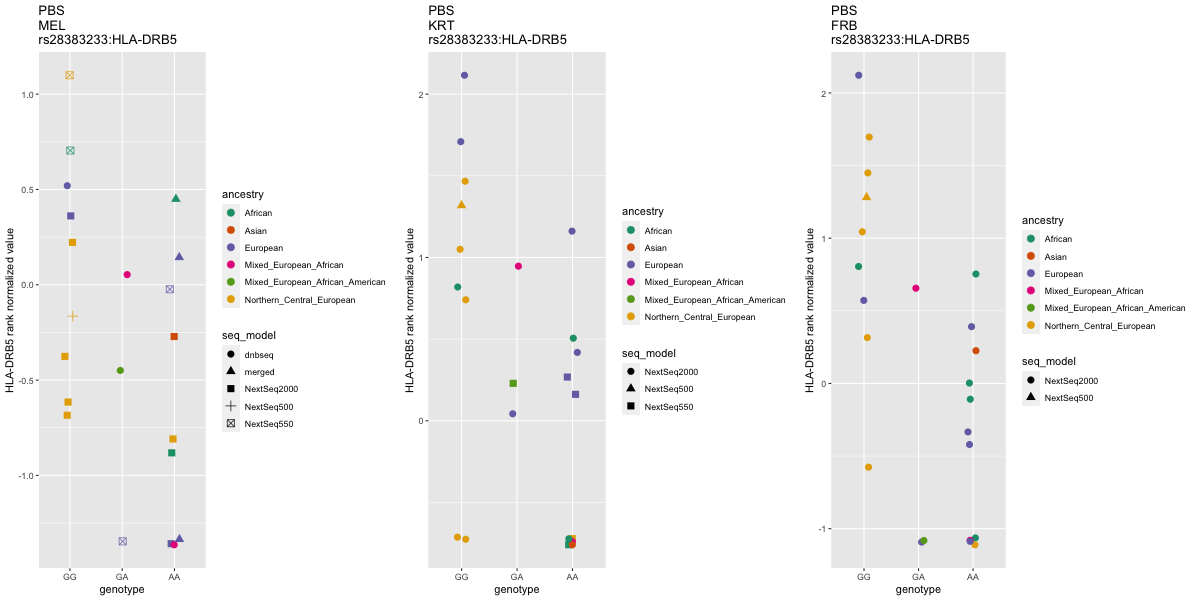 PBS
MEL
rs28383233:HLA-DRB5
HLA-DRB5 rank normalized value
1.0
0.5
0.0
-0.5
-1.0
GG
GA
AA
genotype
ancestry
African
Asian
European
Mixed_European_African
Mixed_European_African_American
Northern_Central_European
seq_model
dnbseq
merged
NextSeq2000
NextSeq500
NextSeq550
PBS
KRT
rs28383233:HLA-DRB5
HLA-DRB5 rank normalized value
2
1
0
GG
GA
AA
genotype
ancestry
African
Asian
European
Mixed_European_African
Mixed_European_African_American
Northern_Central_European
seq_model
NextSeq2000
NextSeq500
NextSeq550
PBS
FRB
rs28383233:HLA-DRB5
HLA-DRB5 rank normalized value
2
1
0
-1
GG
GA
AA
genotype
ancestry
African
Asian
European
Mixed_European_African
Mixed_European_African_American
Northern_Central_European
seq_model
NextSeq2000
NextSeq500